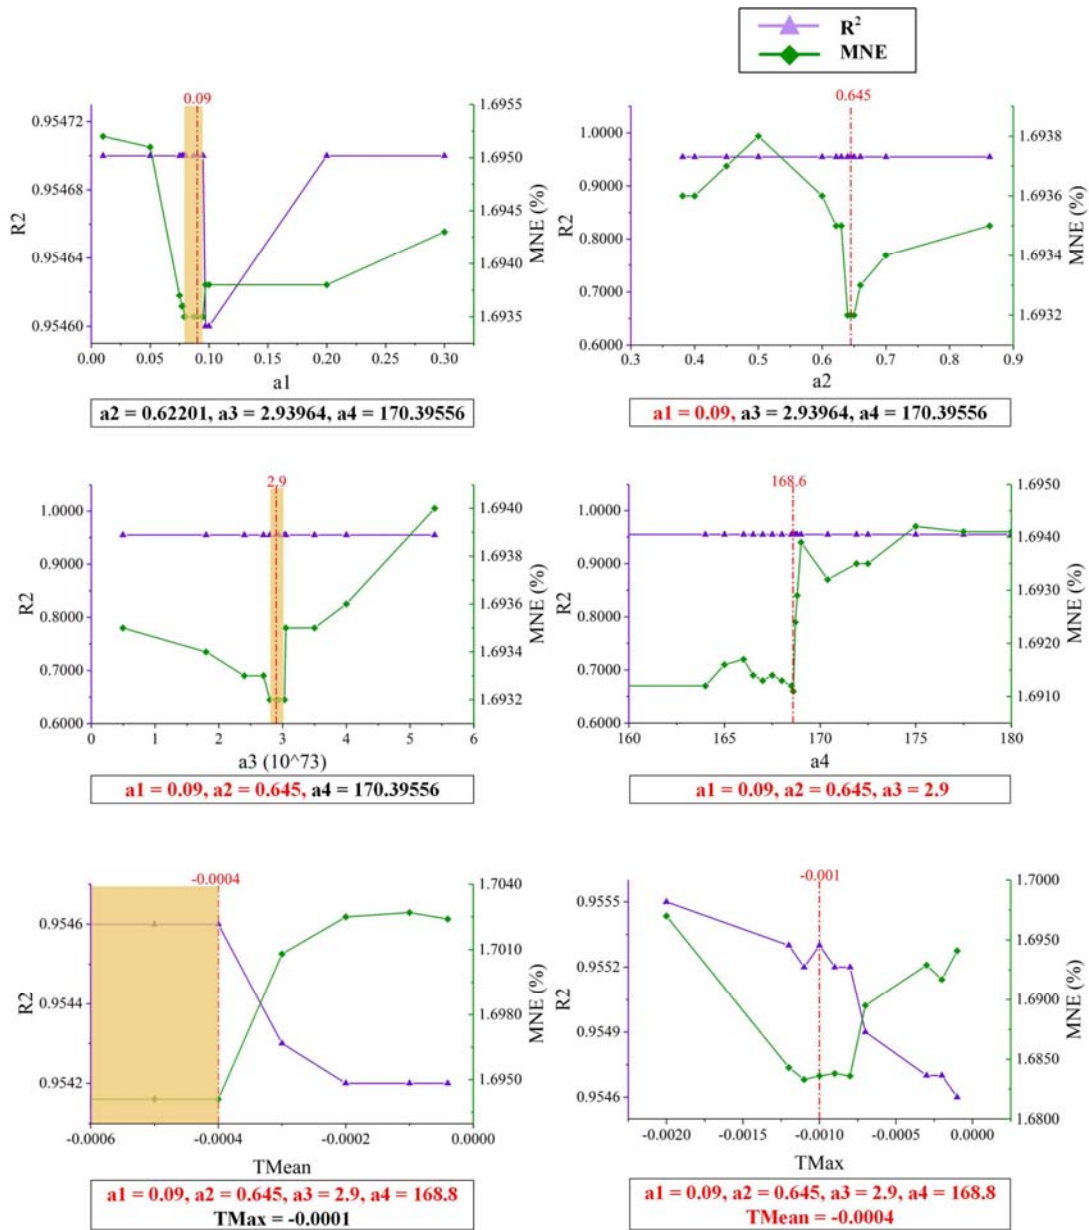 R²
MNE
0.09
0.95472
0.95468
0.95464
0.95460
R2
1.6955
1.6950
1.6945
1.6940
1.6935
MNE (%)
0.00 0.05 0.10 0.15 0.20 0.25 0.30
a1
a2 = 0.62201, a3 = 2.93964, a4 = 170.39556
0.645
1.0000
0.9000
0.8000
0.7000
0.6000
R2
1.6938
1.6936
1.6934
1.6932
MNE (%)
0.3 0.4 0.5 0.6 0.7 0.8 0.9
a2
a1 = 0.09, a3 = 2.93964, a4 = 170.39556
2.9
1.0000
0.9000
0.8000
0.7000
0.6000
R2
1.6940
1.6938
1.6936
1.6934
1.6932
MNE (%)
0 1 2 3 4 5 6
a3 (10^73)
a1 = 0.09, a2 = 0.645, a4 = 170.39556
168.6
1.0000
0.9000
0.8000
0.7000
0.6000
R2
1.6950
1.6940
1.6930
1.6920
1.6910
MNE (%)
160 165 170 175 180
a4
a1 = 0.09, a2 = 0.645, a3 = 2.9
-0.0004
0.9546
0.9544
0.9542
R2
1.7040
1.7010
1.6980
1.6950
MNE (%)
-0.0006 -0.0004 -0.0002 0.0000
TMean
a1 = 0.09, a2 = 0.645, a3 = 2.9, a4 = 168.8
TMax = -0.0001
-0.001
0.9555
0.9552
0.9549
0.9546
R2
1.7000
1.6950
1.6900
1.6850
1.6800
MNE (%)
-0.0020 -0.0015 -0.0010 -0.0005 0.0000
TMax
a1 = 0.09, a2 = 0.645, a3 = 2.9, a4 = 168.8
TMean = -0.0004